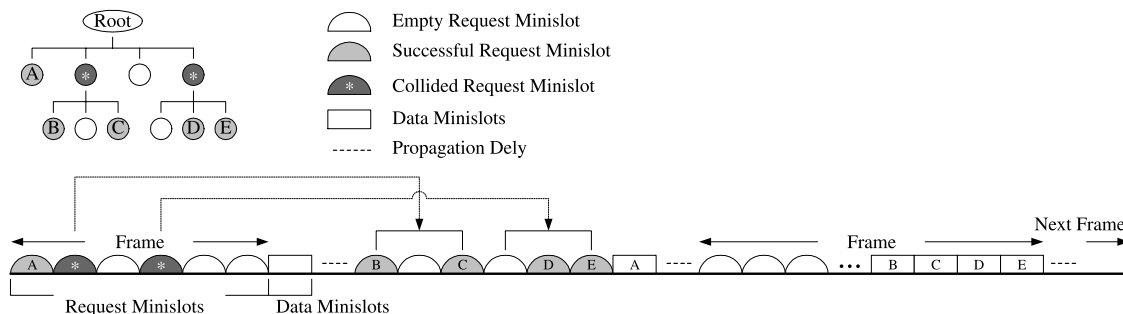 Root
A * *
B C D E
Empty Request Minislot
Successful Request Minislot
* Collided Request Minislot
Data Minislots
Propagation Dely
Frame Frame Next Frame
A * * B C D E A ••• B C D E
Request Minislots Data Minislots